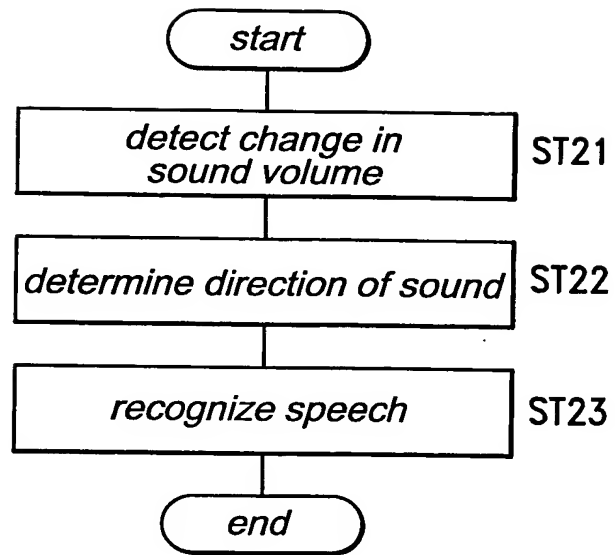 start
detect change in
sound volume
ST21
determine direction of sound
ST22
recognize speech
ST23
end